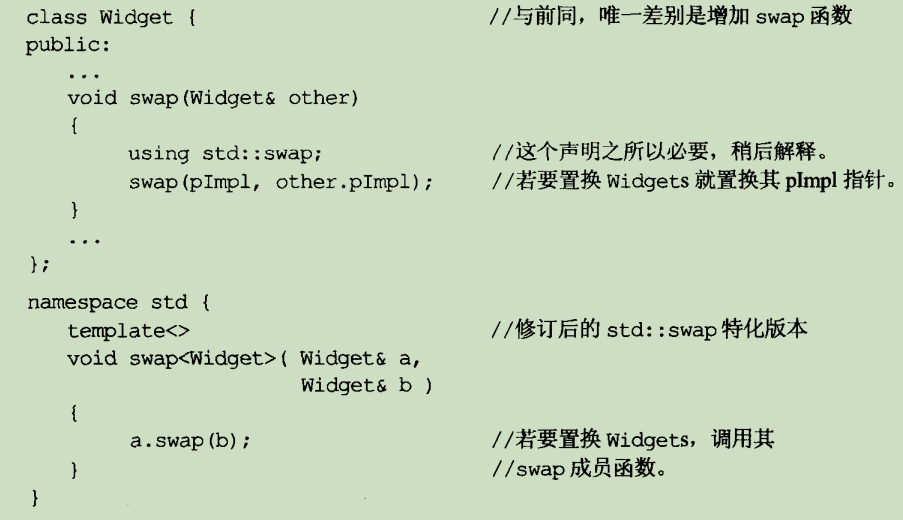 class Widget { //与前同，唯一差别是增加 swap 函数
public:
...
void swap(Widget& other)
{
using std::swap; //这个声明之所以必要，稍后解释。
swap(pImpl, other.pImpl); //若要置换 Widgets 就置换其 pImpl 指针。
}
...
};
namespace std {
template<> //修订后的 std::swap 特化版本
void swap<Widget>( Widget& a,
Widget& b )
{
a.swap(b); //若要置换 Widgets，调用其
} //swap 成员函数。
}